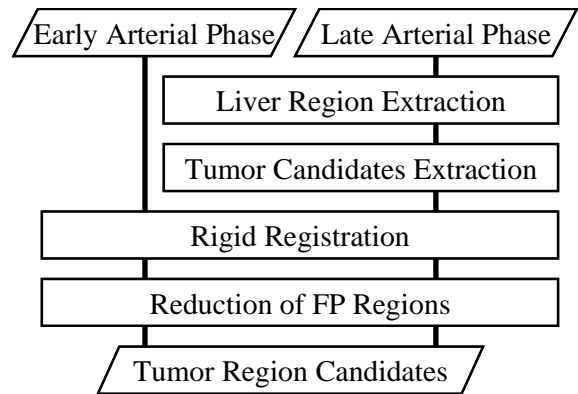 Early Arterial Phase
Late Arterial Phase
Liver Region Extraction
Tumor Candidates Extraction
Rigid Registration
Reduction of FP Regions
Tumor Region Candidates